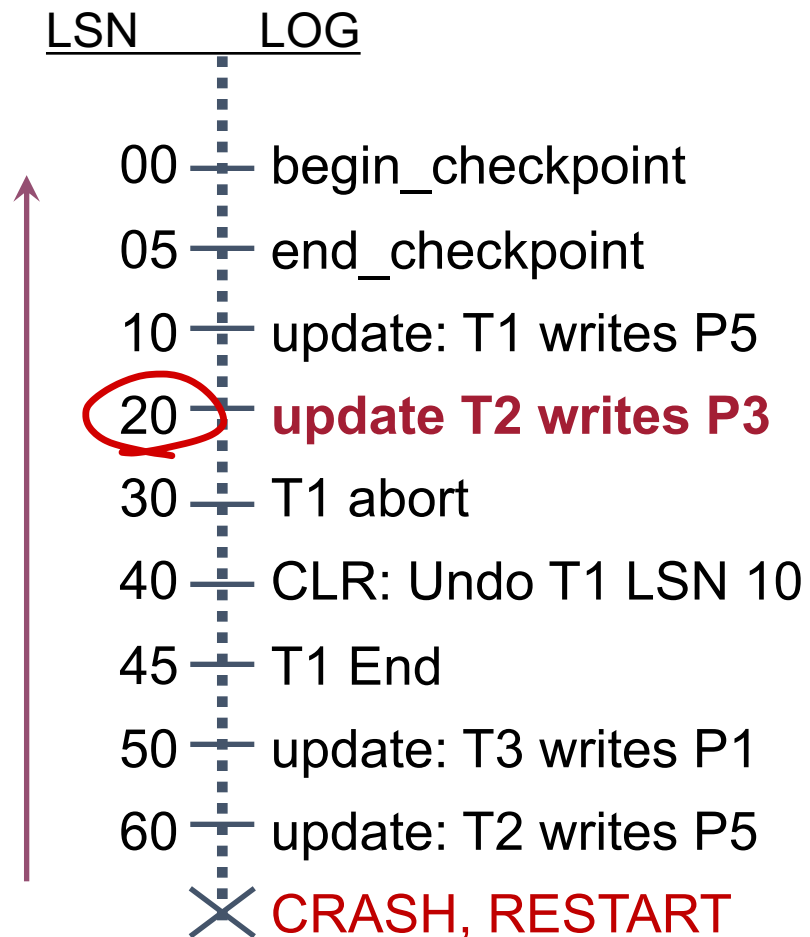 LSN LOG
00 begin_checkpoint
05 end_checkpoint
10 update: T1 writes P5
20 update T2 writes P3
30 T1 abort
40 CLR: Undo T1 LSN 10
45 T1 End
50 update: T3 writes P1
60 update: T2 writes P5
CRASH, RESTART